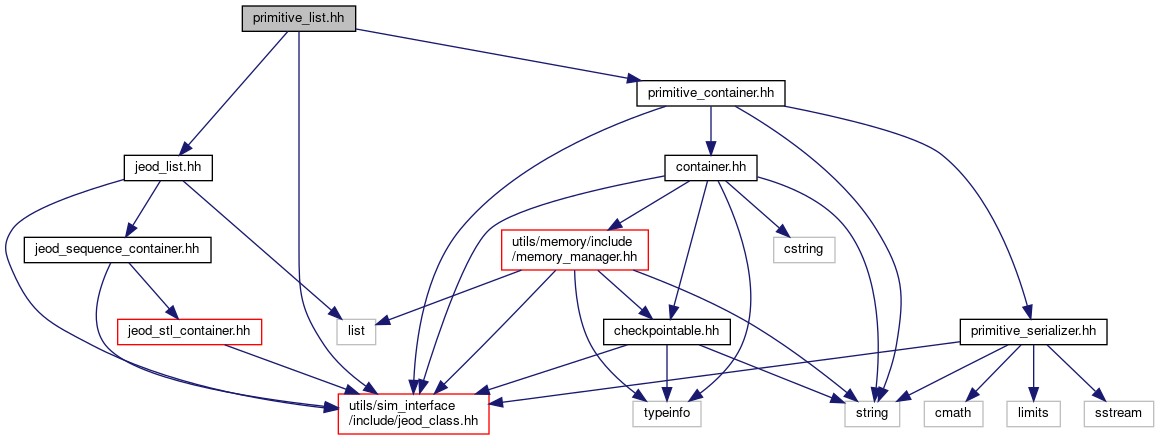 primitive_list.hh
primitive_container.hh
jeod_list.hh
container.hh
jeod_sequence_container.hh
utils/memory/include
/memory_manager.hh
cstring
jeod_stl_container.hh
list
checkpointable.hh
primitive_serializer.hh
utils/sim_interface
/include/jeod_class.hh
typeinfo
string
cmath
limits
sstream